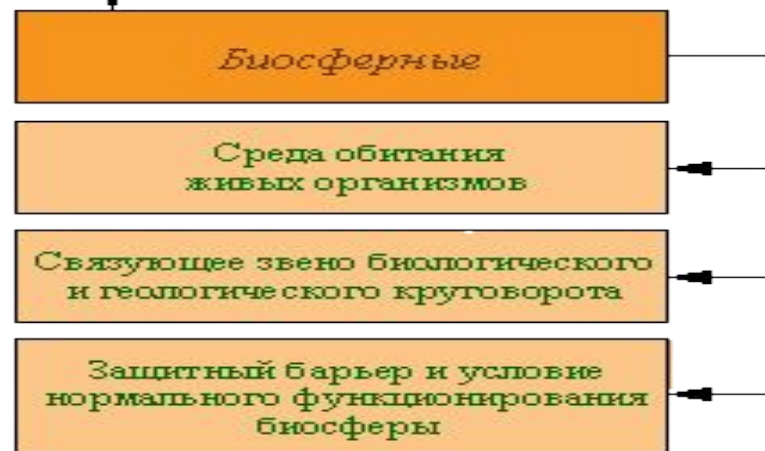 Биосферные
Среда обитания
живых организмов
Связующее звено биологического
и геологического круговорота
Защитный барьер и условие
нормального функционирования
биосферы